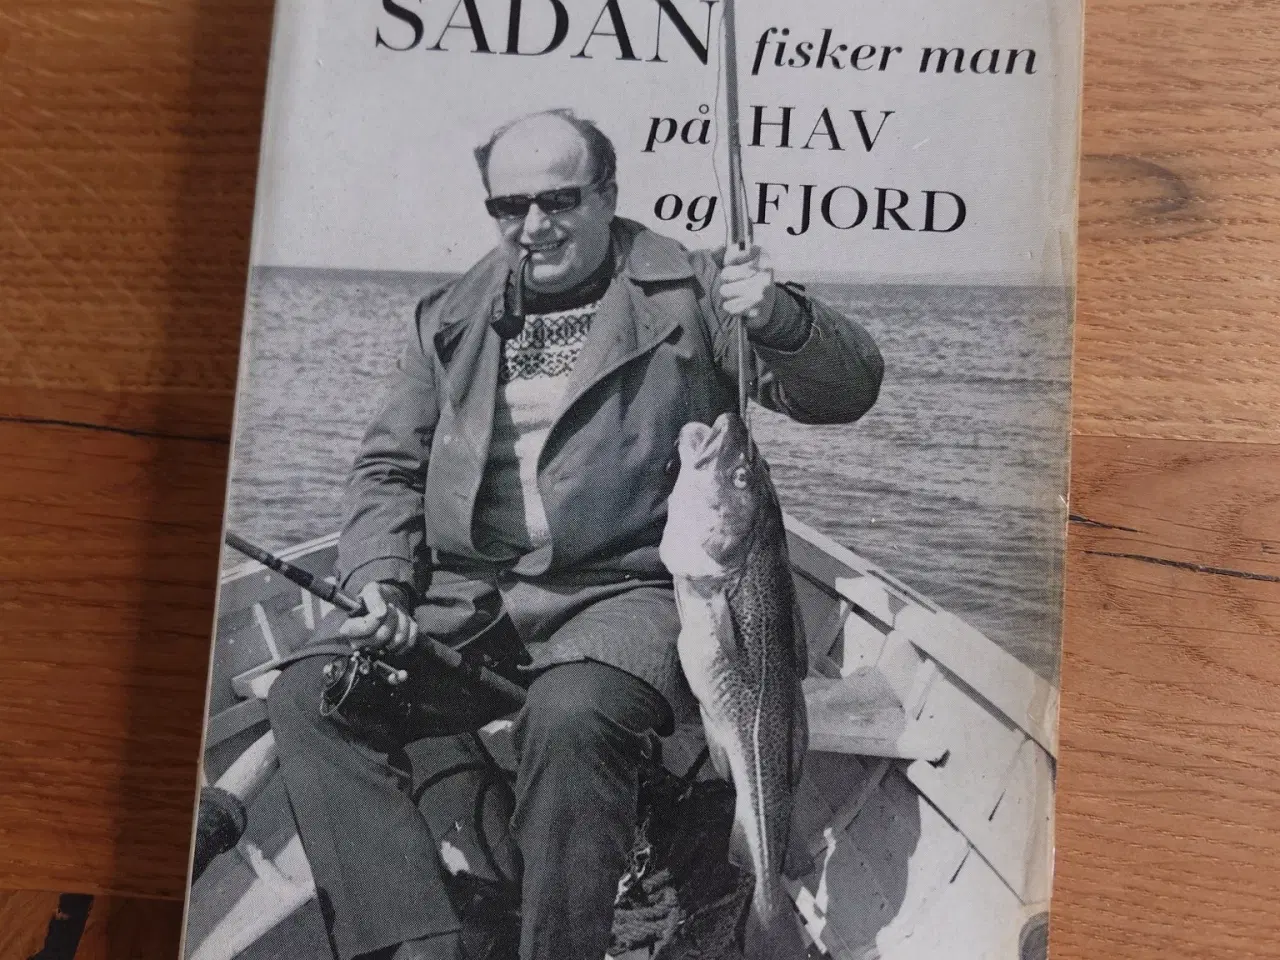 SÅDAN fisker man
på HAV
og FJORD